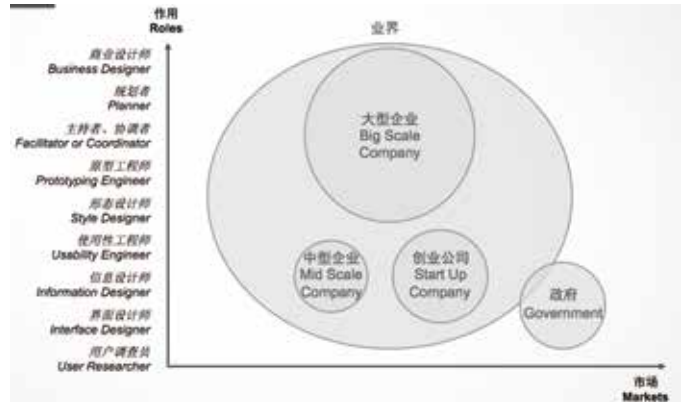 作用
Roles
业界
商业设计师
Business Designer
规划者
Planner
主持者、协调者
Facilitator or Coordinator
原型工程师
Prototyping Engineer
形态设计师
Style Designer
使用性工程师
Usability Engineer
信息设计师
Information Designer
界面设计师
Interface Designer
用户调查员
User Researcher
大型企业
Big Scale
Company
中型企业
Mid Scale
Company
创业公司
Start Up
Company
政府
Government
市场
Markets